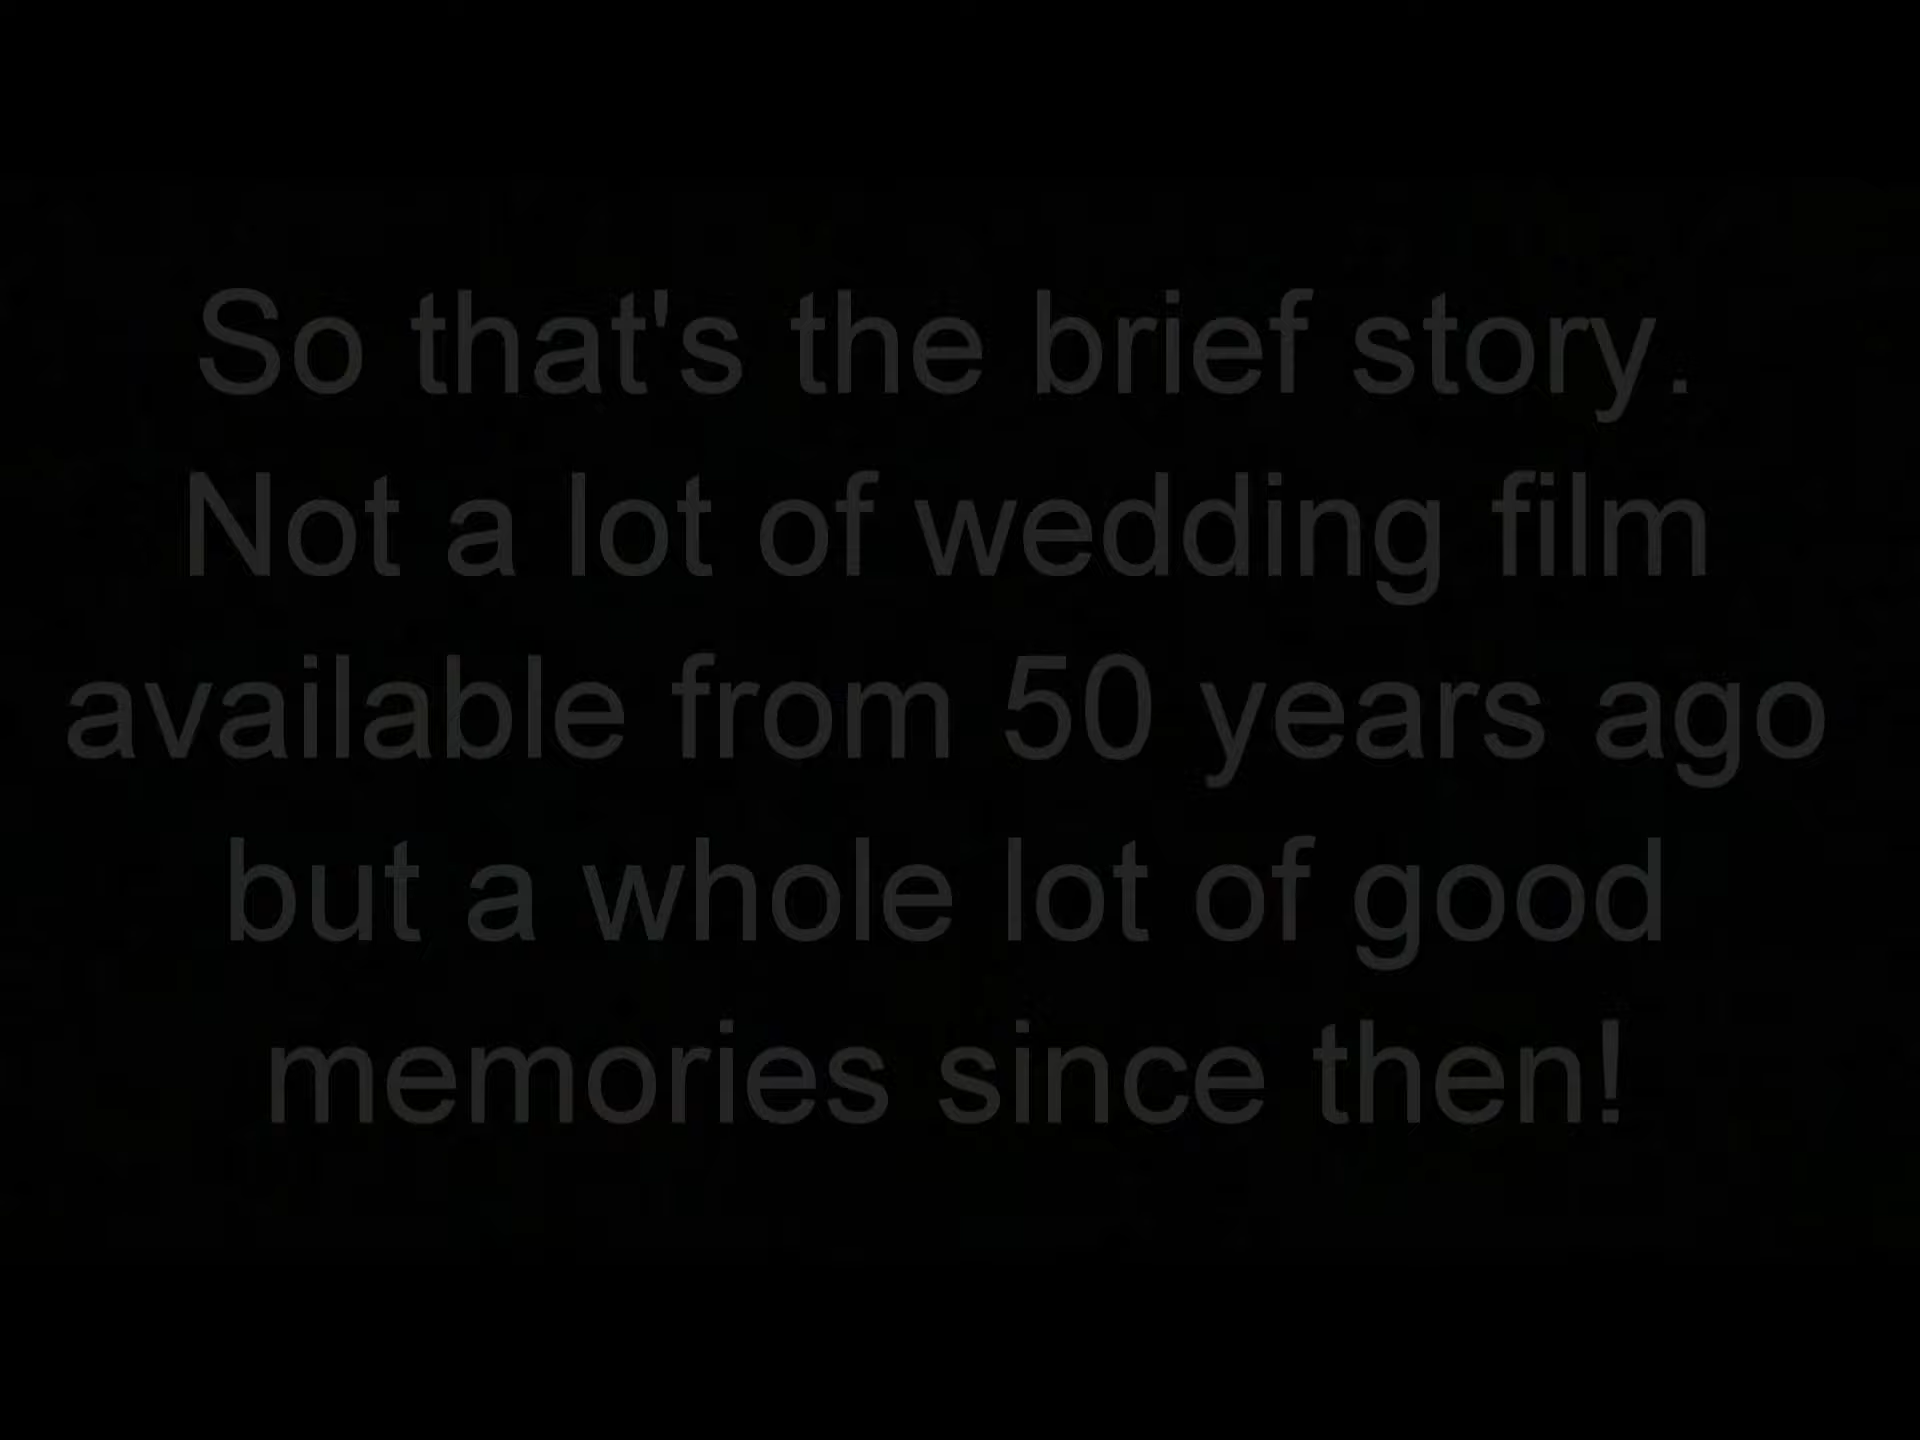 So that's the brief story.
Not a lot of wedding film
available from 50 years ago
but a whole lot of good
memories since then!